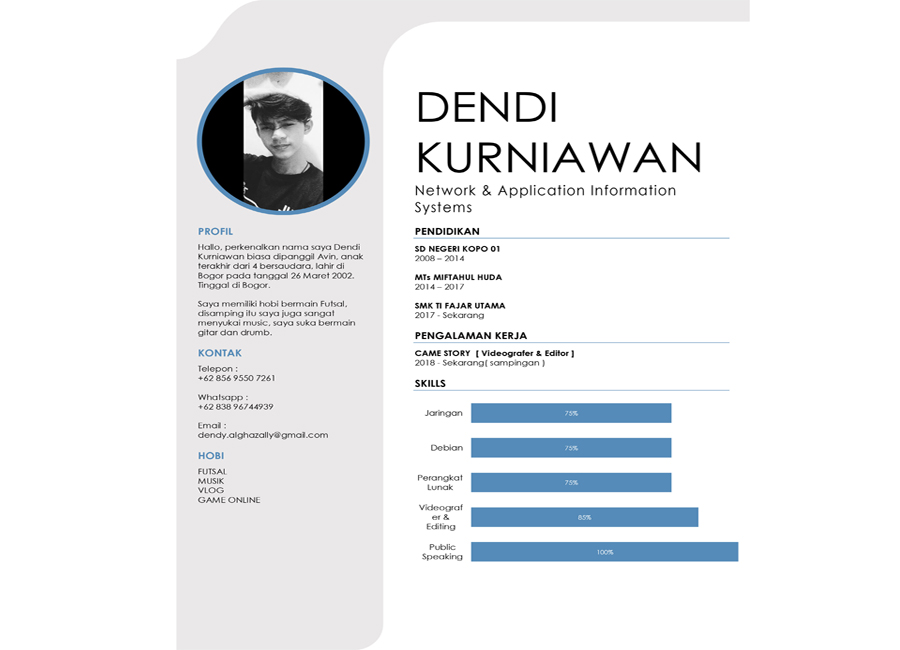 DENDI
KURNIAWAN
Network & Application Information
Systems
PROFIL
Hallo, perkenalkan nama saya Dendi
Kurniawan biasa dipanggil Avin, anak
terakhir dari 4 bersaudara, lahir di
Bogor pada tanggal 26 Maret 2002.
Tinggal di Bogor.
Saya memiliki hobi bermain Futsal,
disamping itu saya juga sangat
menyukai music, saya suka bermain
gitar dan drumb.
KONTAK
Telepon :
+62 856 9550 7261
Whatsapp :
+62 838 96744939
Email :
dendy.alghazally@gmail.com
HOBI
FUTSAL
MUSIK
VLOG
GAME ONLINE
PENDIDIKAN
SD NEGERI KOPO 01
2008 – 2014
MTs MIFTAHUL HUDA
2014 – 2017
SMK TI FAJAR UTAMA
2017 - Sekarang
PENGALAMAN KERJA
CAME STORY [ Videografer & Editor ]
2018 - Sekarang( sampingan )
SKILLS
Jaringan 75%
Debian 75%
Perangkat
Lunak 75%
Videograf
er &
Editing 85%
Public
Speaking 100%